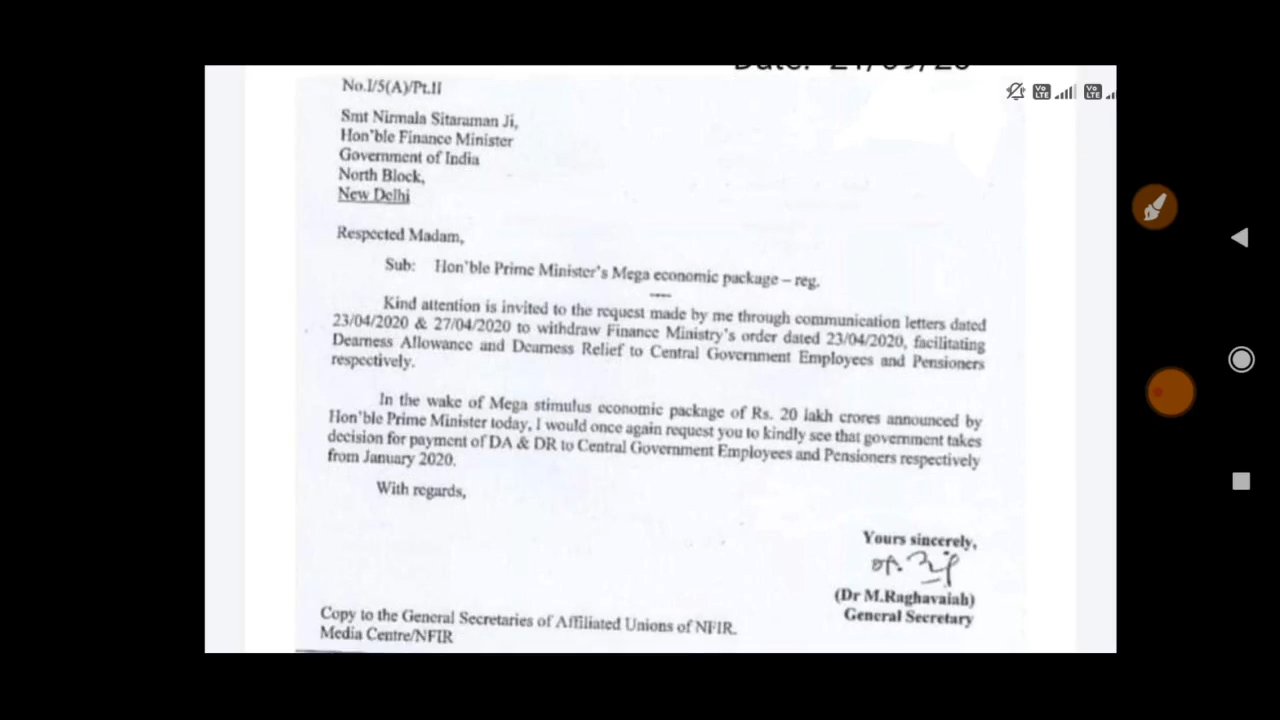 No.I/5(A)/Pt.II
Smt Nirmala Sitaraman Ji,
Hon'ble Finance Minister
Government of India
North Block,
New Delhi
Respected Madam,
Sub: Hon'ble Prime Minister's Mega economic package – reg.
Kind attention is invited to the request made by me through communication letters dated
23/04/2020 & 27/04/2020 to withdraw Finance Ministry's order dated 23/04/2020, facilitating
Dearness Allowance and Dearness Relief to Central Government Employees and Pensioners
respectively.
In the wake of Mega stimulus economic package of Rs. 20 lakh crores announced by
Hon'ble Prime Minister today, I would once again request you to kindly see that government takes
decision for payment of DA & DR to Central Government Employees and Pensioners respectively
from January 2020.
With regards,
Yours sincerely,
(Dr M.Raghavaiah)
General Secretary
Copy to the General Secretaries of Affiliated Unions of NFIR.
Media Centre/NFIR